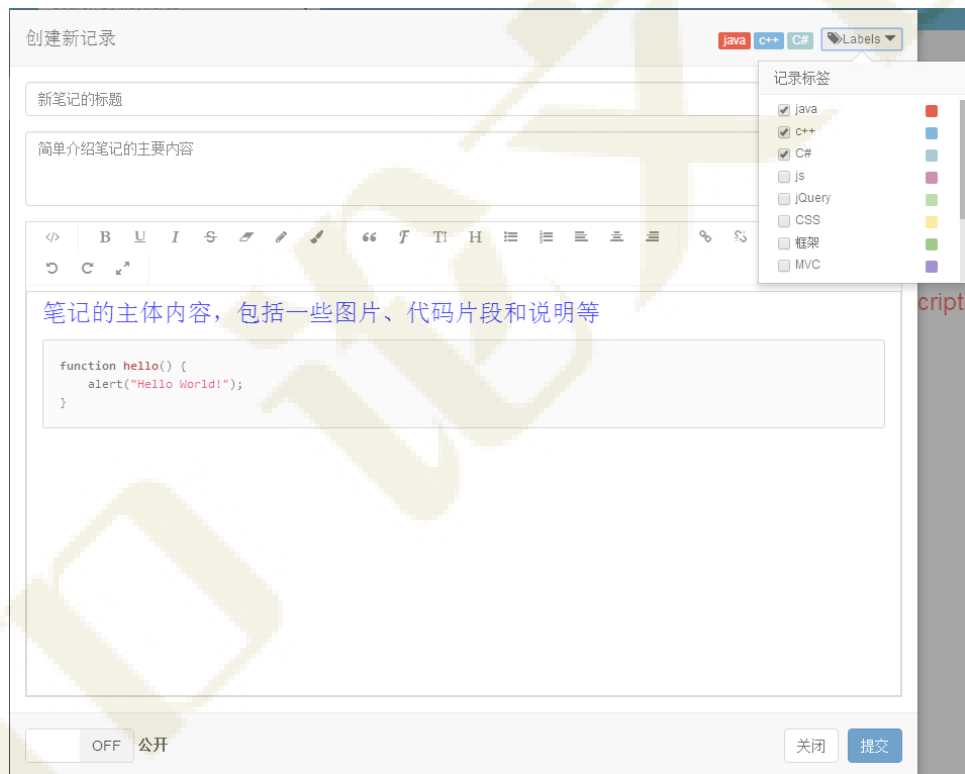 创建新记录
java c++ C# Labels
记录标签
新笔记的标题
java
c++
简单介绍笔记的主要内容
C#
js
jQuery
CSS
框架
MVC
B U I S
66 F T! H
cript
笔记的主体内容，包括一些图片、代码片段和说明等
function hello() {
alert("Hello World!");
}
OFF 公开
关闭 提交